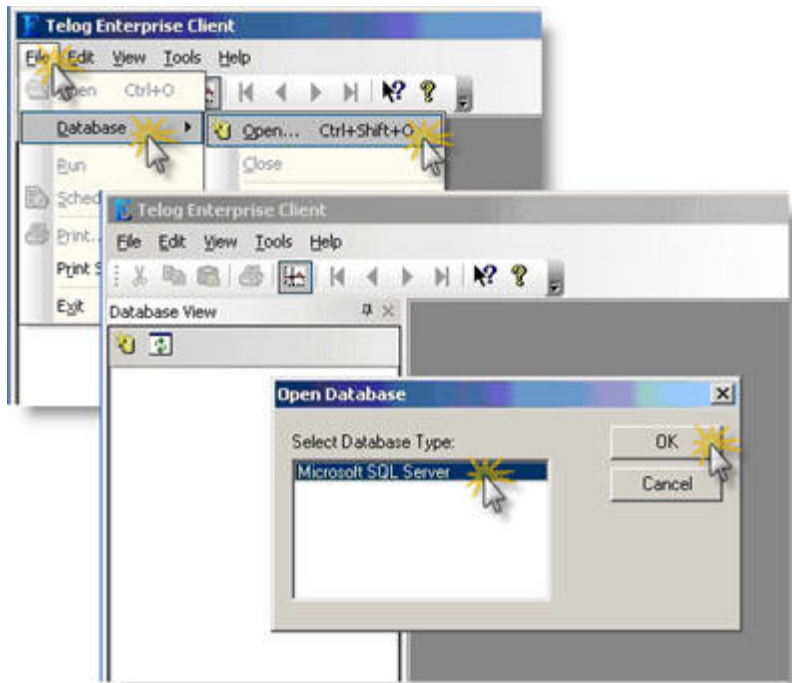 Telog Enterprise Client
File Edit View Tools Help
Open Ctrl+O
Database Open... Ctrl+Shift+O
Run Close
Print...
Exit
Telog Enterprise Client
File Edit View Tools Help
Database View
Open Database
Select Database Type: OK
Microsoft SQL Server
Cancel